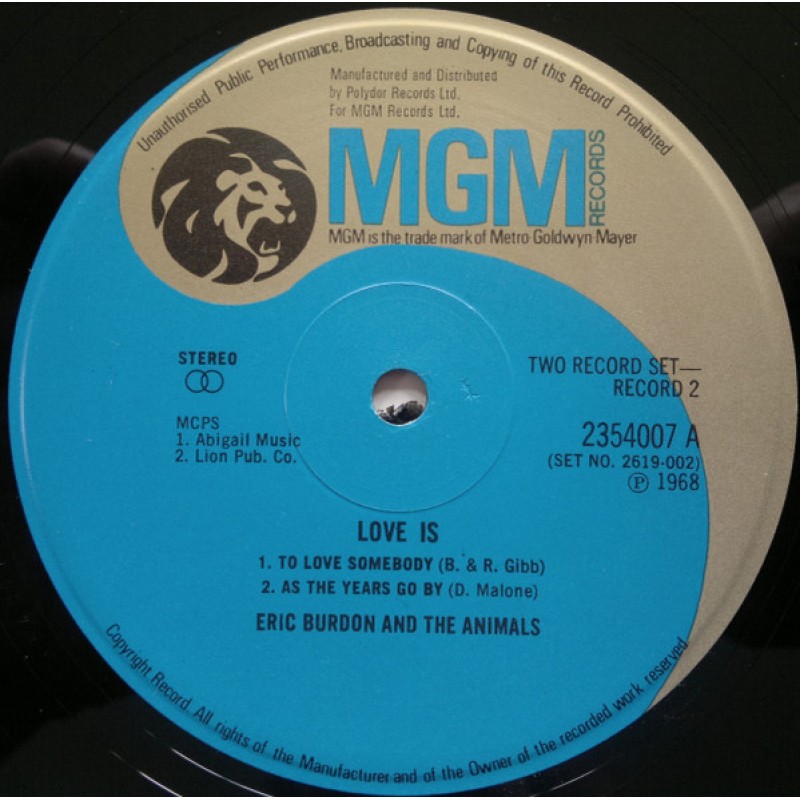 Unauthorised Public Performance, Broadcasting and Copying of this Record Prohibited
Manufactured and Distributed
by Polydor Records Ltd.
For MGM Records Ltd.
MGM
RECORDS
MGM is the trade mark of Metro-Goldwyn-Mayer
STEREO
TWO RECORD SET—
RECORD 2
MCPS
1. Abigail Music
2. Lion Pub. Co.
2354007 A
(SET NO. 2619-002)
Ⓟ 1968
LOVE IS
1. TO LOVE SOMEBODY (B. & R. Gibb)
2. AS THE YEARS GO BY (D. Malone)
ERIC BURDON AND THE ANIMALS
Copyright Record. All rights of the Manufacturer and of the Owner of the recorded work reserved